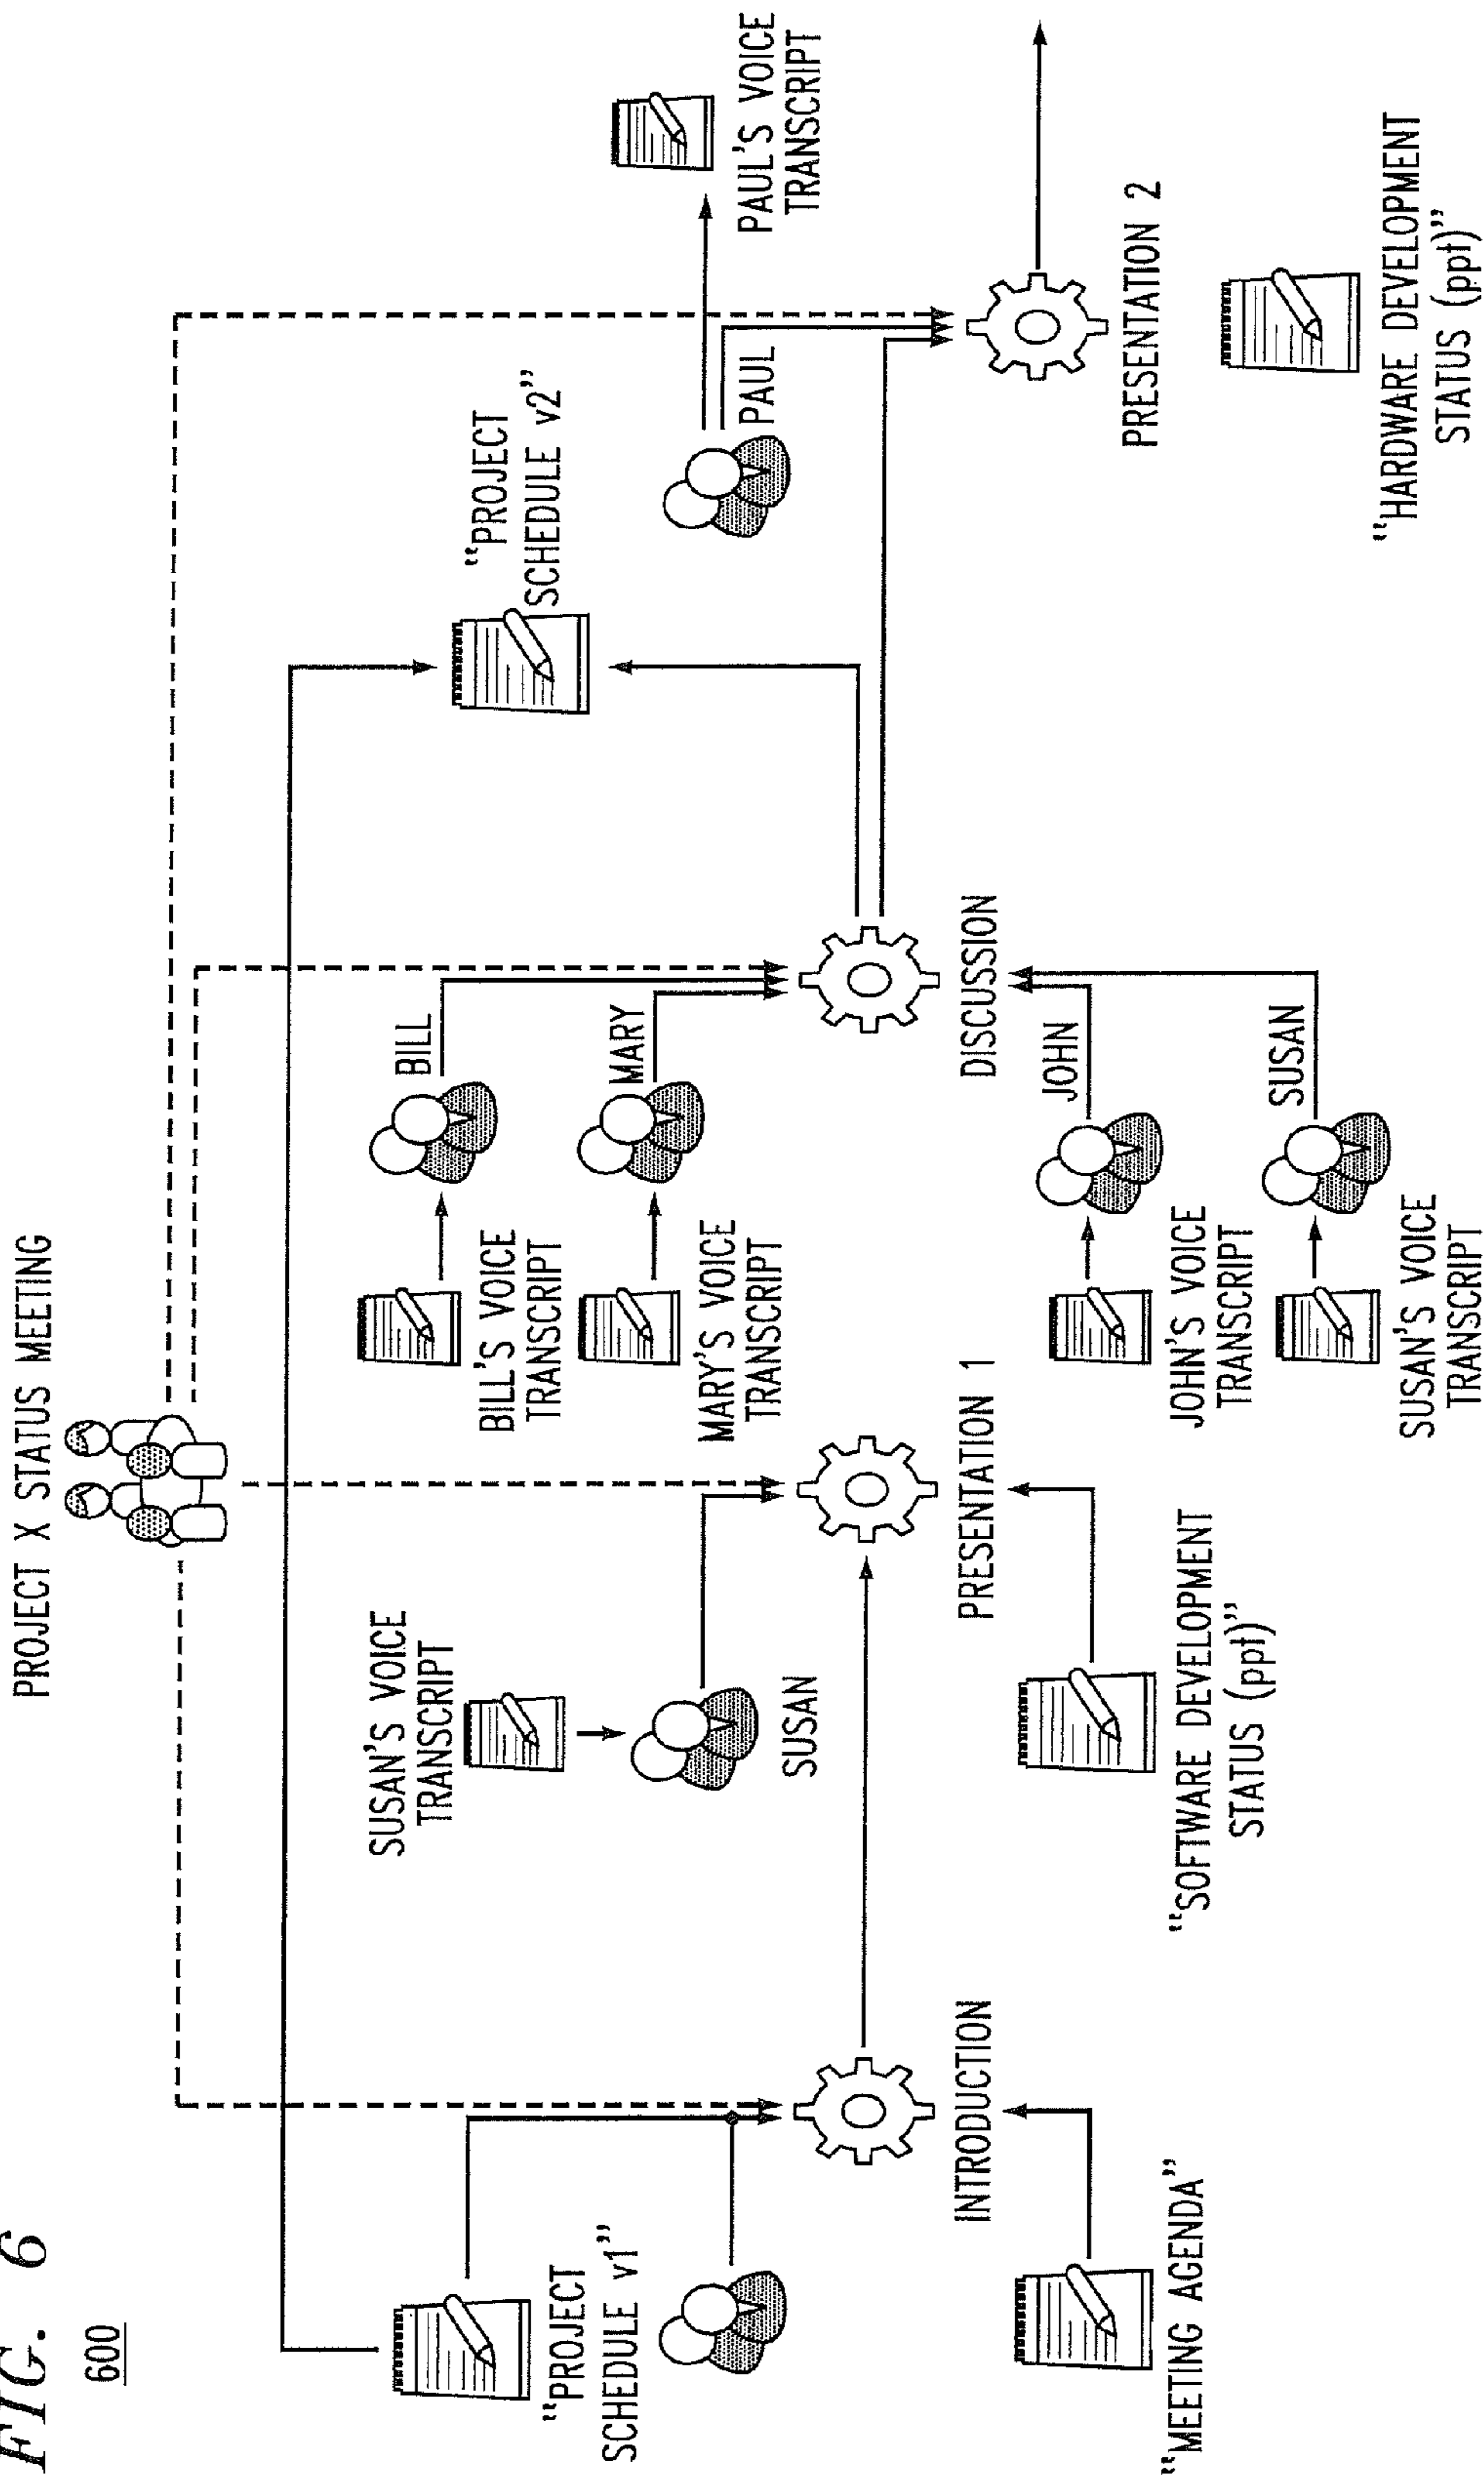 FIG. 6
600
PROJECT X STATUS MEETING
"PROJECT
SCHEDULE v1"
INTRODUCTION
"MEETING AGENDA"
SUSAN'S VOICE
TRANSCRIPT
SUSAN
PRESENTATION 1
"SOFTWARE DEVELOPMENT
STATUS (ppt)"
BILL
BILL'S VOICE
TRANSCRIPT
MARY
MARY'S VOICE
TRANSCRIPT
DISCUSSION
JOHN
JOHN'S VOICE
TRANSCRIPT
SUSAN
SUSAN'S VOICE
TRANSCRIPT
"PROJECT
SCHEDULE v2"
PAUL
PAUL'S VOICE
TRANSCRIPT
PRESENTATION 2
"HARDWARE DEVELOPMENT
STATUS (ppt)"